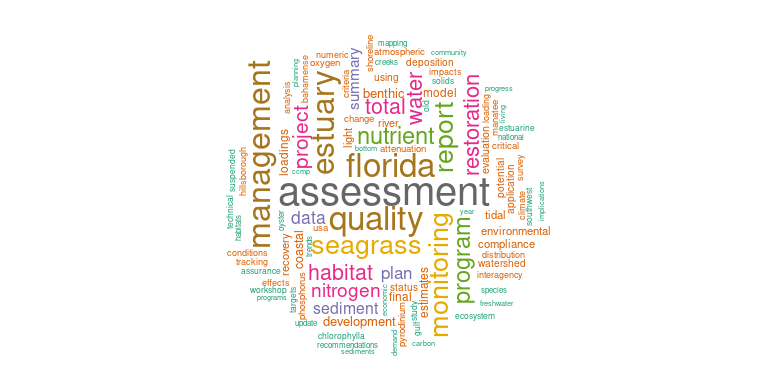 mapping
shoreline
atmospheric
community
numeric
oxygen
summary
creeks
deposition
planning
bahamense
criteria
using
impacts
solids
management
analysis
estuary
benthic
water
model
restoration
progress
project
total
old
report
loading
manatee
living
estuarine
national
change
river
light
nutrient
evaluation
critical
loadings
bottom
attenuation
hillsborough
suspended
ccmp
florida
potential
application
survey
climate
southwest
implications
assessment
technical
habitats
oyster
data
quality
year
tidal
usa
trends
seagrass
monitoring
program
environmental
compliance
conditions
tracking
recovery
coastal
distribution
watershed
assurance
habitat
plan
interagency
effects
phosphorus
targets
nitrogen
status
final
estimates
workshop
programs
species
freshwater
economic
sediment
study
gulf
ecosystem
update
development
pyrodinium
chlorophylla
recommendations
sediments
demand
carbon